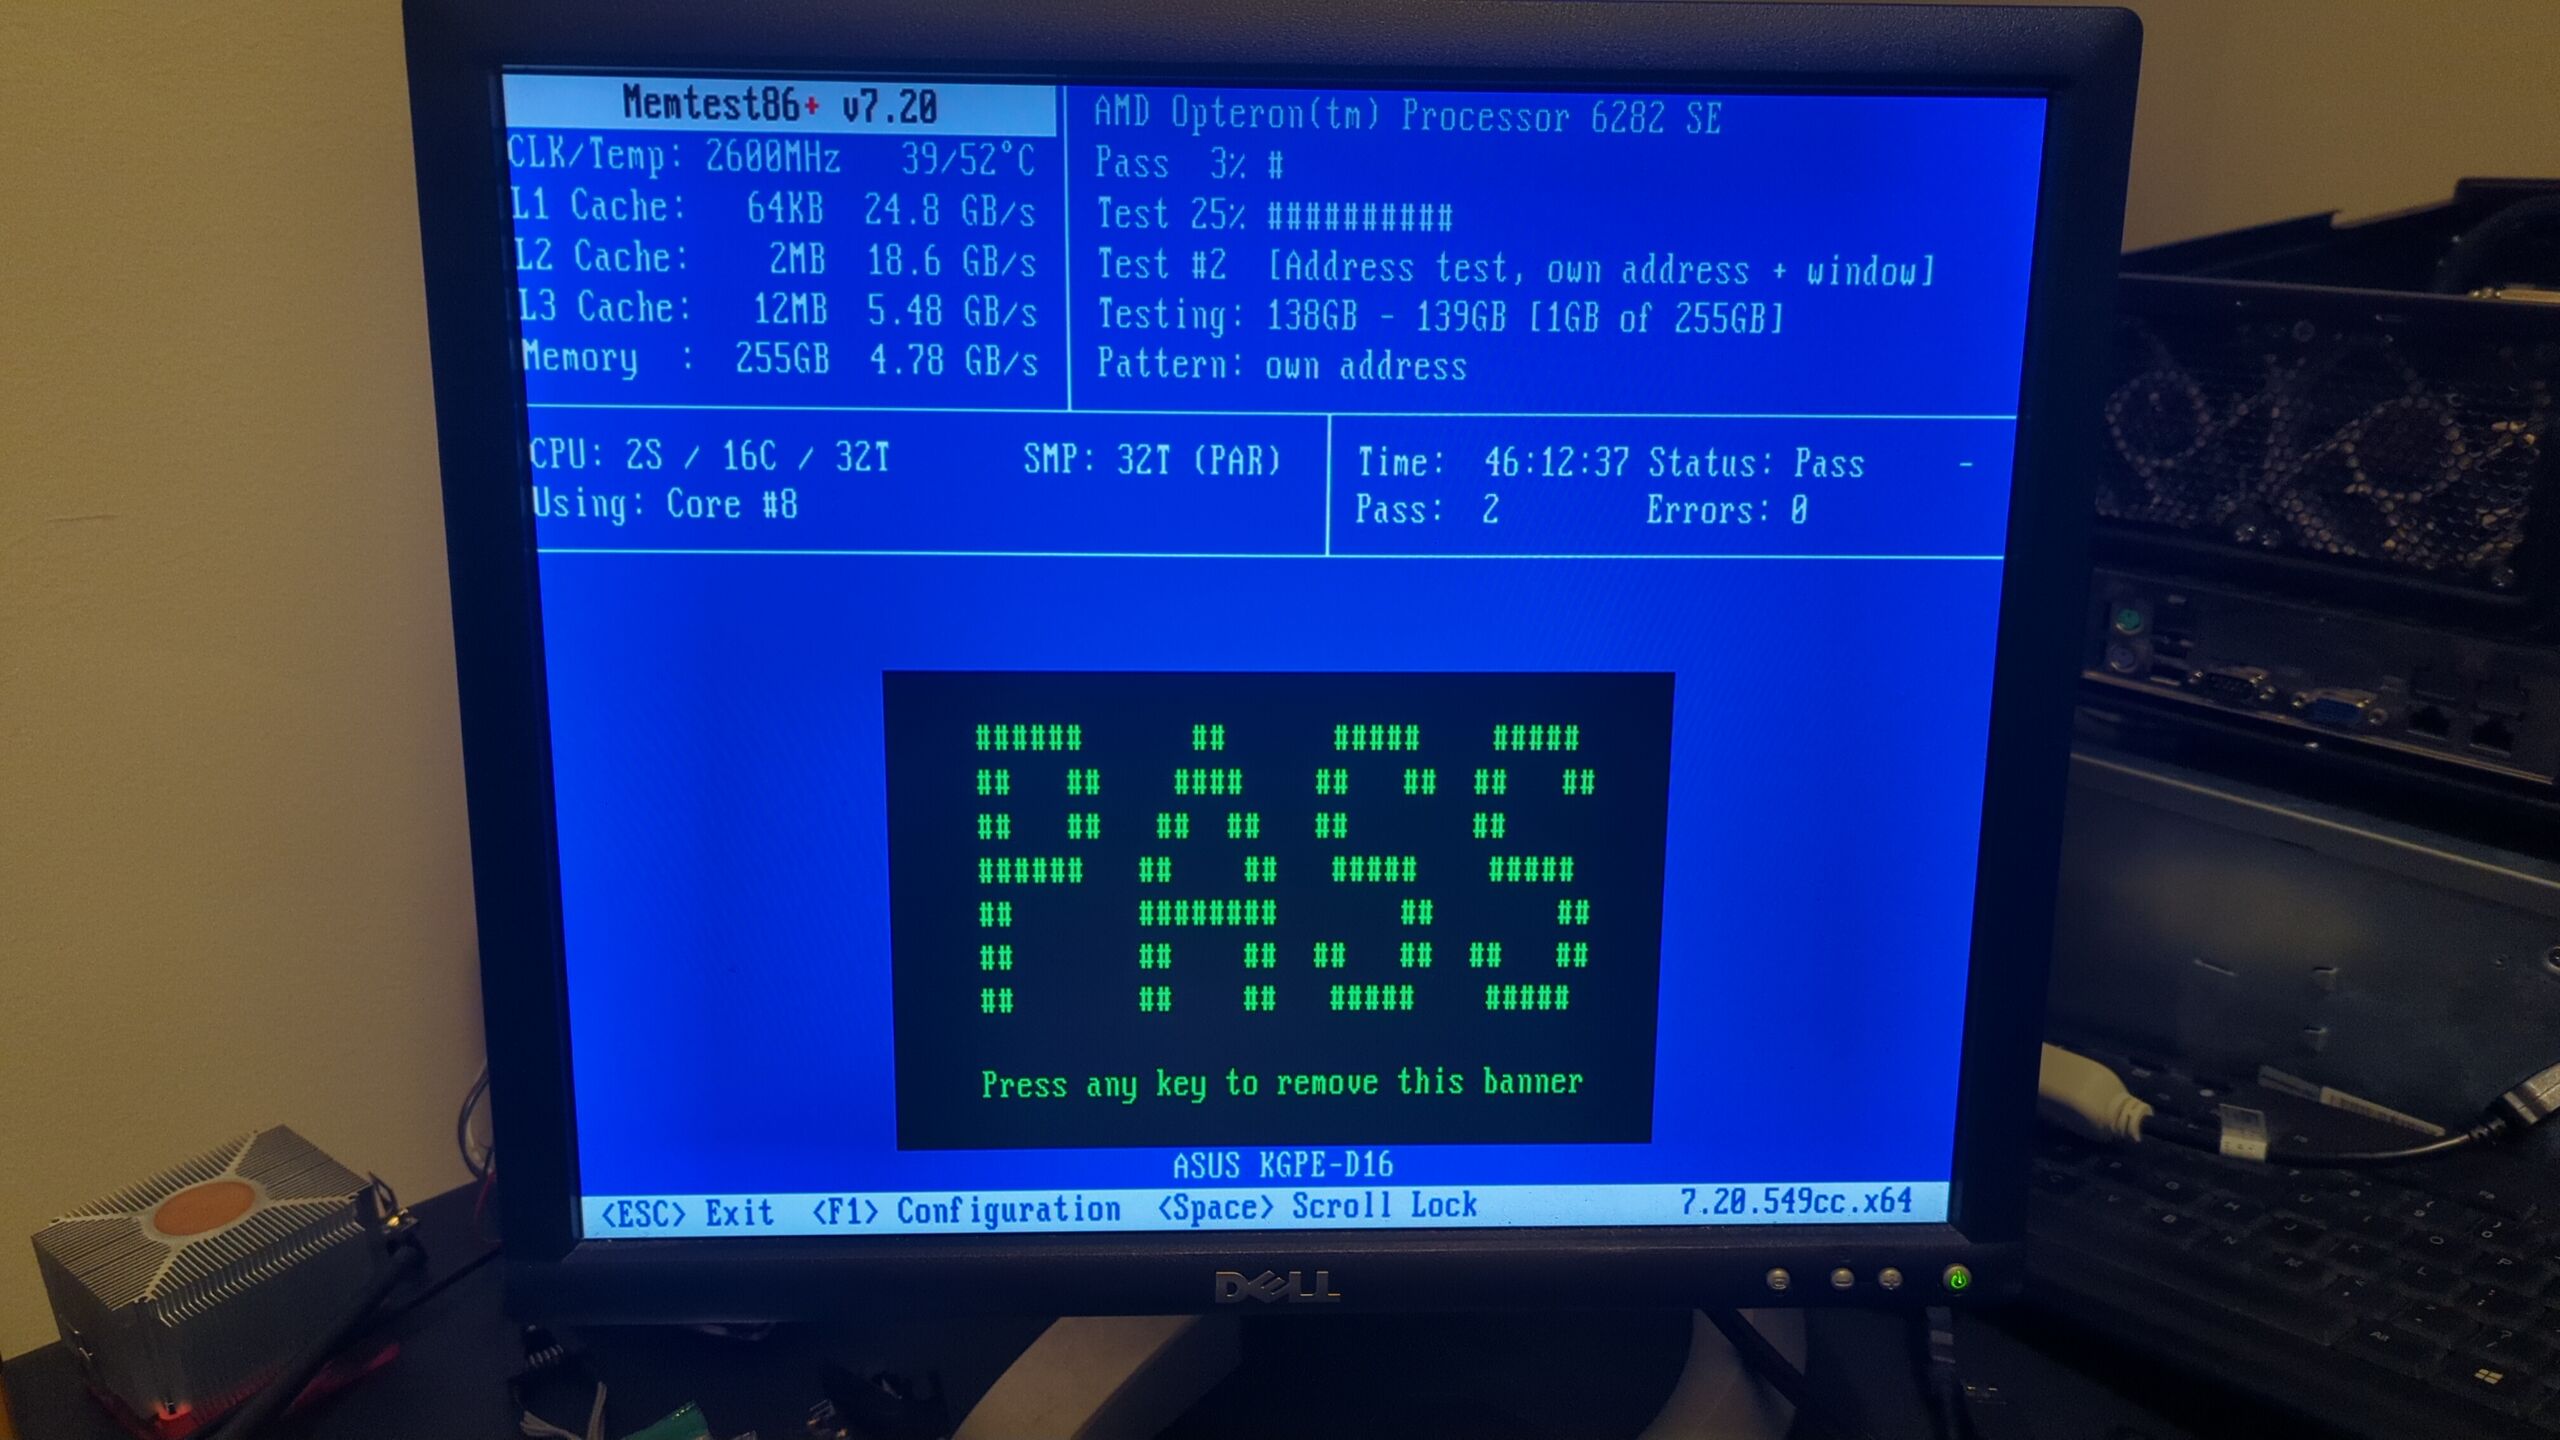 Memtest86+ v7.20
AMD Opteron(tm) Processor 6282 SE
CLK/Temp: 2600MHz 39/52°C
Pass 3% #
L1 Cache: 64KB 24.8 GB/s
Test 25% ##########
L2 Cache: 2MB 18.6 GB/s
Test #2 [Address test, own address + window]
L3 Cache: 12MB 5.48 GB/s
Testing: 138GB - 139GB [1GB of 255GB]
Memory : 255GB 4.78 GB/s
Pattern: own address
CPU: 2S / 16C / 32T SMP: 32T (PAR)
Time: 46:12:37 Status: Pass -
Using: Core #8
Pass: 2 Errors: 0
PASS
Press any key to remove this banner
ASUS KGPE-D16
<ESC> Exit <F1> Configuration <Space> Scroll Lock 7.20.549cc.x64
DELL